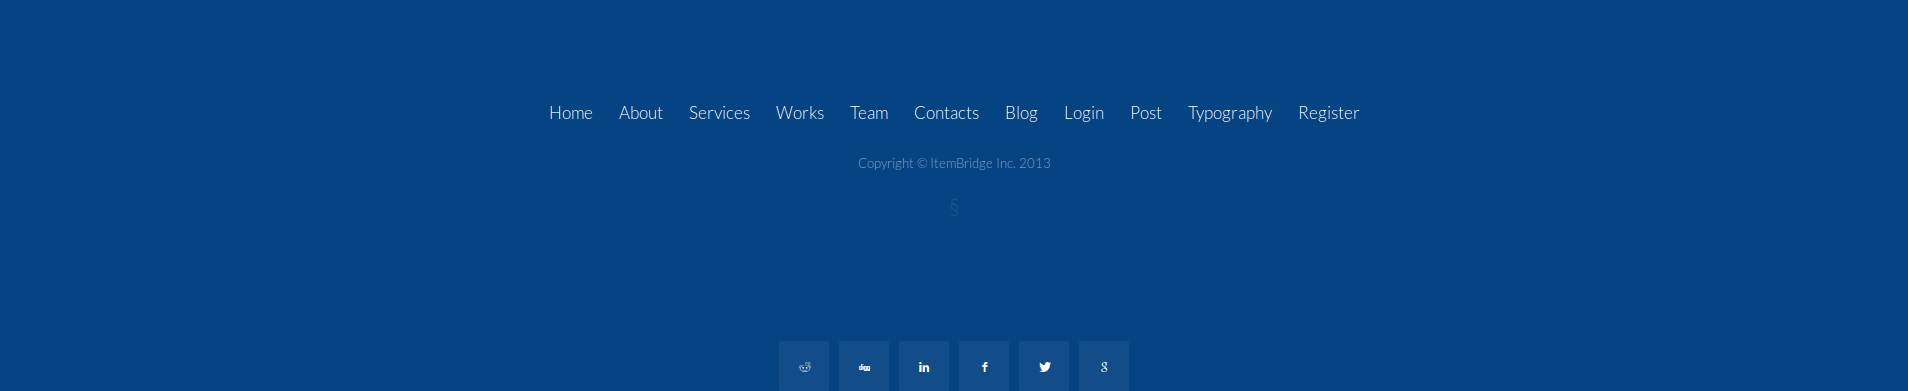 Home About Services Works Team Contacts Blog Login Post Typography Register
Copyright © ItemBridge Inc. 2013
§
digg in f g